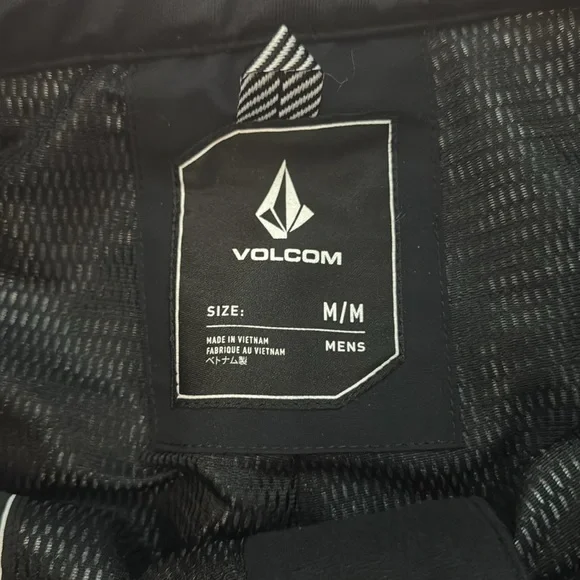 VOLCOM
SIZE: M/M
MADE IN VIETNAM MENS
FABRIQUE AU VIETNAM
ベトナム製